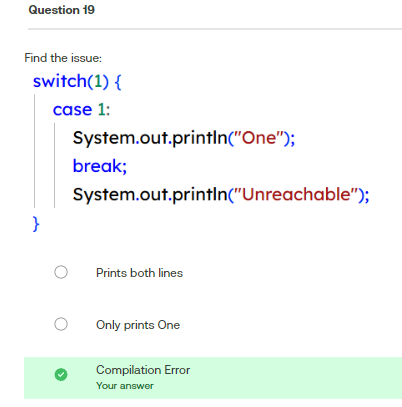 Question 19
Find the issue:
switch(1) {
case 1:
System.out.println("One");
break;
System.out.println("Unreachable");
}
Prints both lines
Only prints One
Compilation Error
Your answer